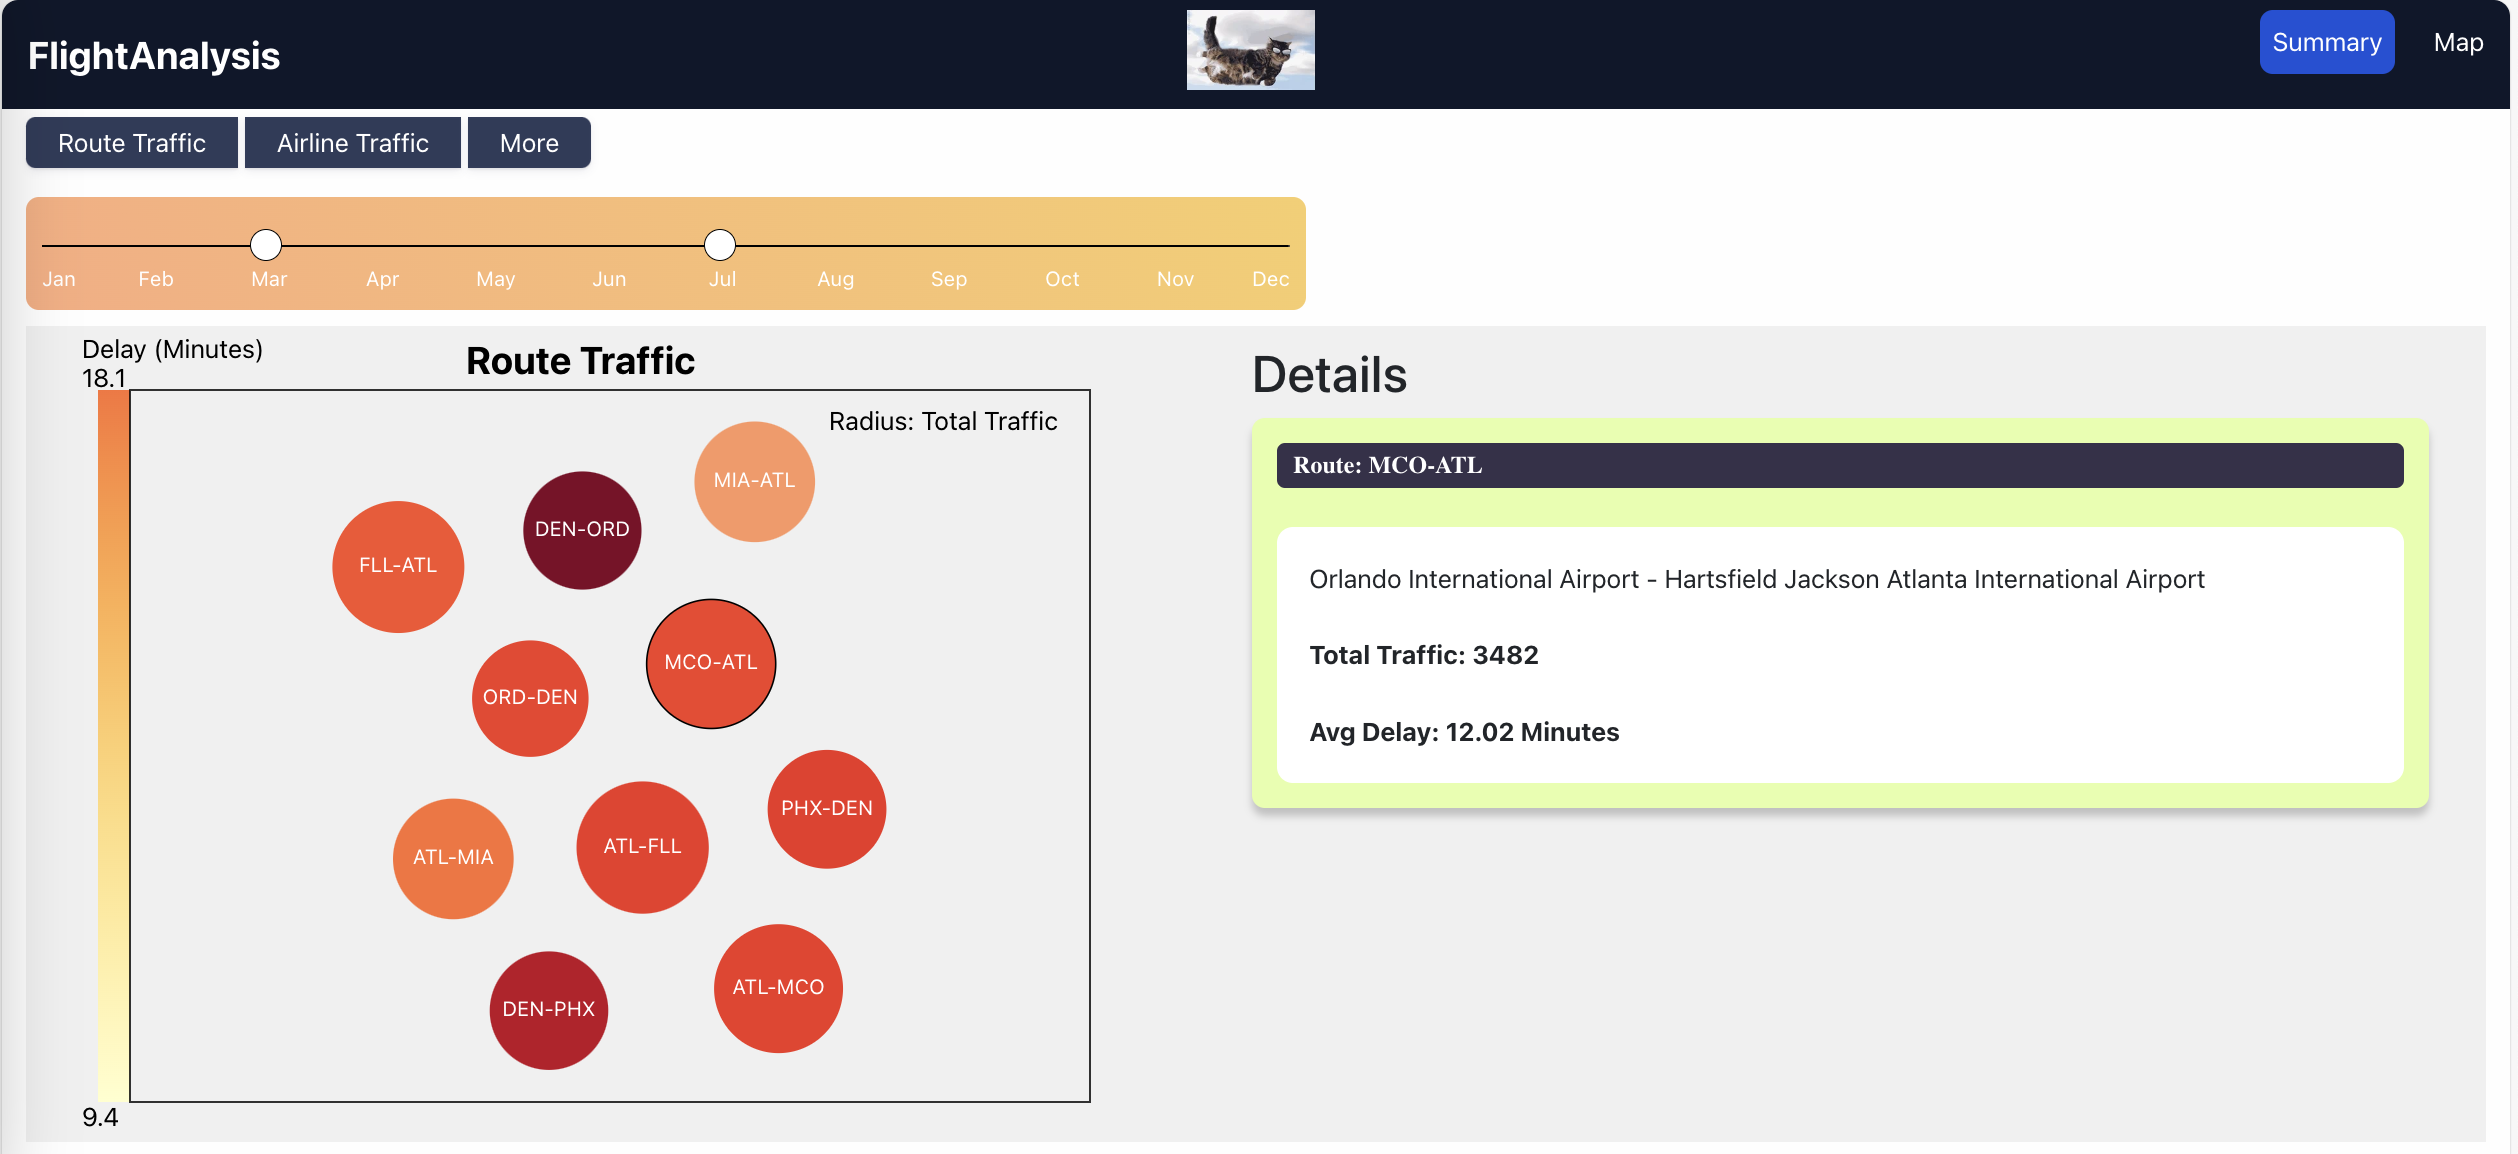 FlightAnalysis
Summary
Map
Route Traffic
Airline Traffic
More
Jan Feb Mar Apr May Jun Jul Aug Sep Oct Nov Dec
Delay (Minutes)
18.1
Route Traffic
Radius: Total Traffic
MIA-ATL
DEN-ORD
FLL-ATL
MCO-ATL
ORD-DEN
PHX-DEN
ATL-FLL
ATL-MIA
ATL-MCO
DEN-PHX
9.4
Details
Route: MCO-ATL
Orlando International Airport - Hartsfield Jackson Atlanta International Airport
Total Traffic: 3482
Avg Delay: 12.02 Minutes